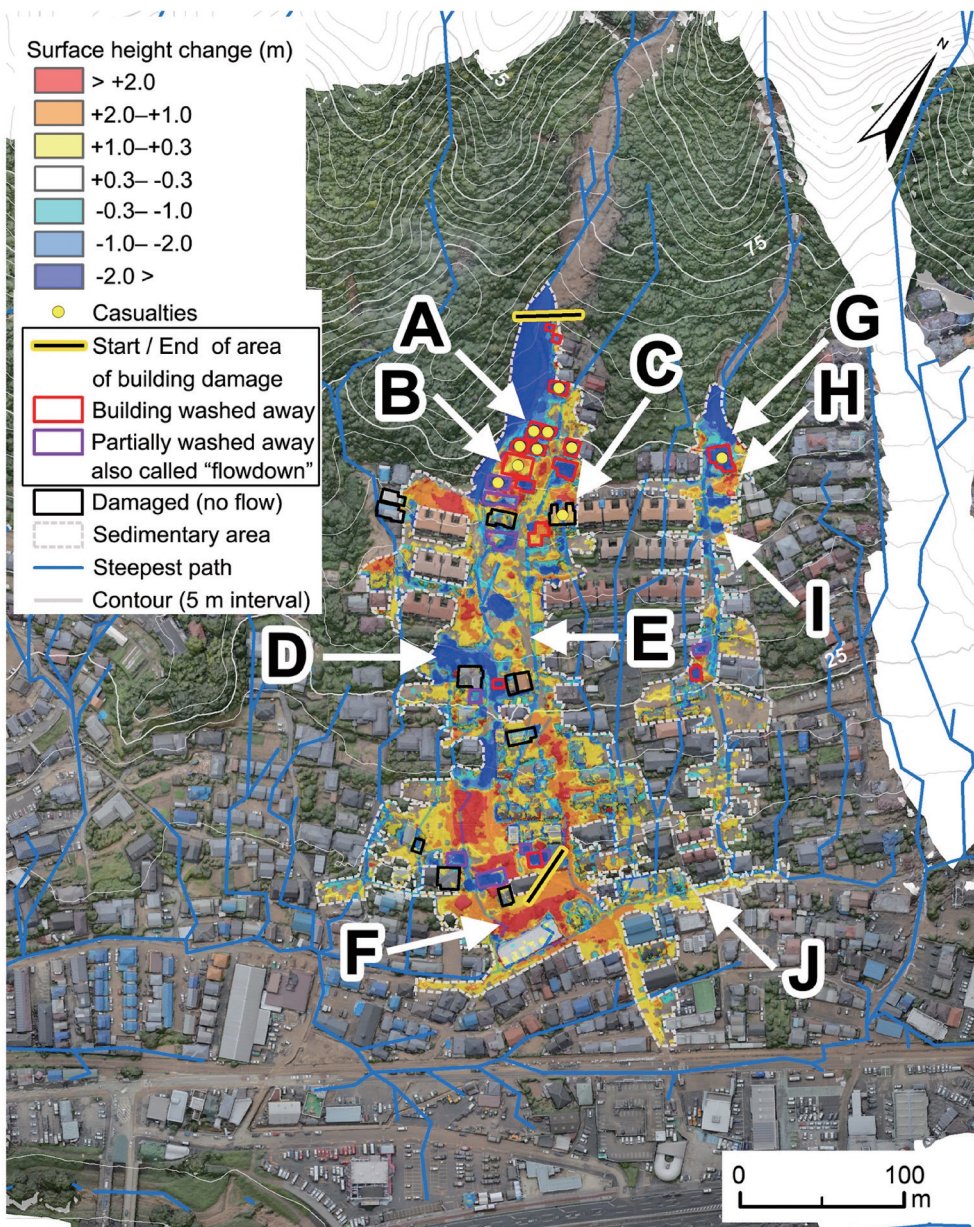 Surface height change (m)
> +2.0
+2.0–+1.0
+1.0–+0.3
+0.3– -0.3
-0.3– -1.0
-1.0– -2.0
-2.0 >
Casualties
Start / End of area
of building damage
Building washed away
Partially washed away
also called “flowdown”
Damaged (no flow)
Sedimentary area
Steepest path
Contour (5 m interval)
N
75
A
B
C
G
H
D
E
I
25
F
J
0 100
m